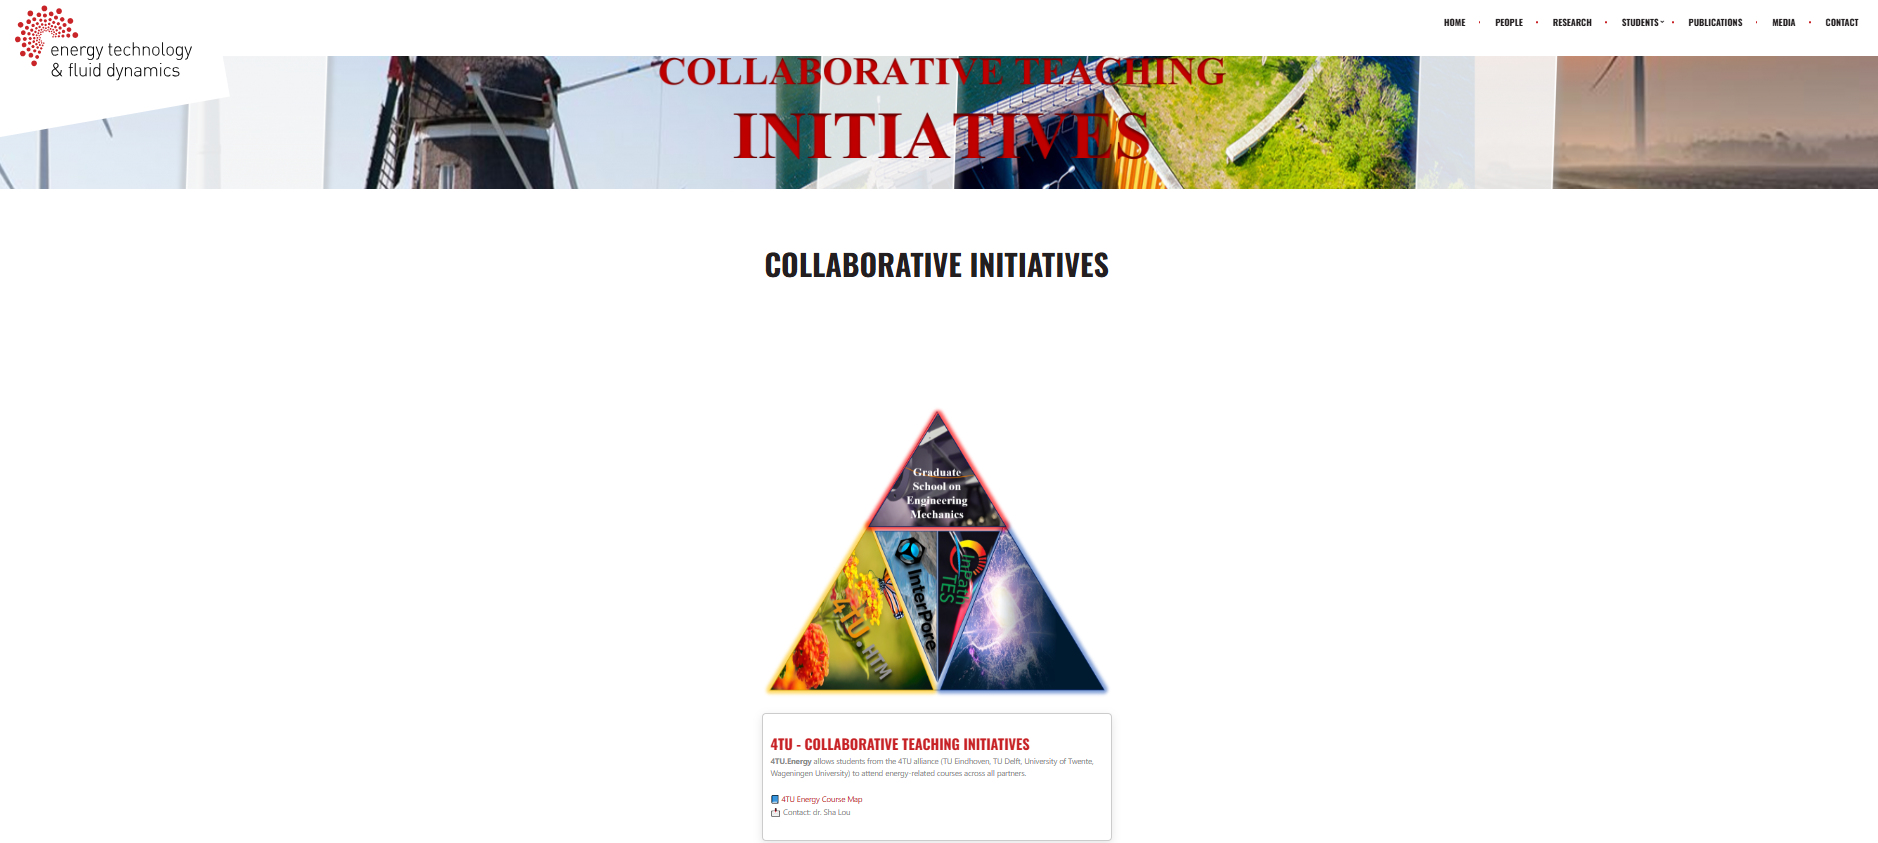 energy technology
& fluid dynamics
HOME
PEOPLE
RESEARCH
STUDENTS
PUBLICATIONS
MEDIA
CONTACT
COLLABORATIVE TEACHING
INITIATIVES
COLLABORATIVE INITIATIVES
Graduate
School on
Engineering
Mechanics
4TU.HTM
InterPore
InPath
TES
4TU - COLLABORATIVE TEACHING INITIATIVES
4TU.Energy allows students from the 4TU alliance (TU Eindhoven, TU Delft, University of Twente,
Wageningen University) to attend energy-related courses across all partners.
4TU Energy Course Map
Contact: dr. Sha Lou